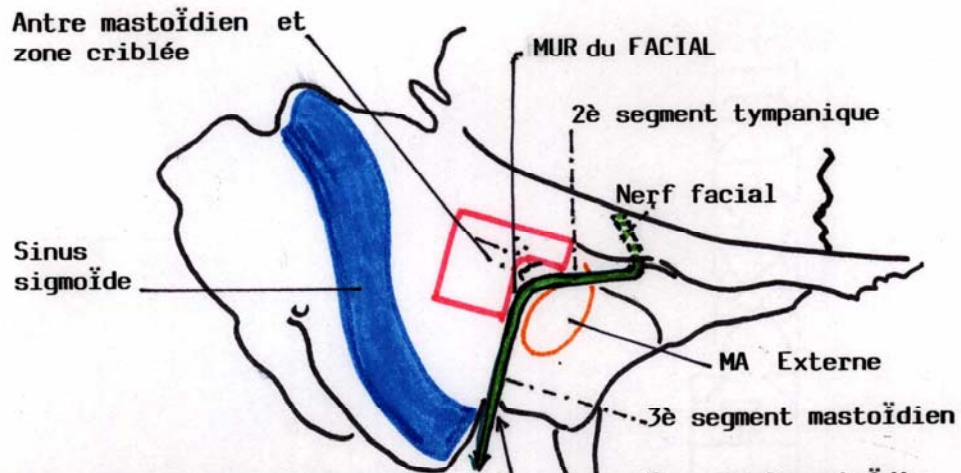 Antre mastoÏdien et
zone criblée
MUR du FACIAL
2è segment tympanique
Nerf facial
Sinus
sigmoïde
MA Externe
3è segment mastoïdien